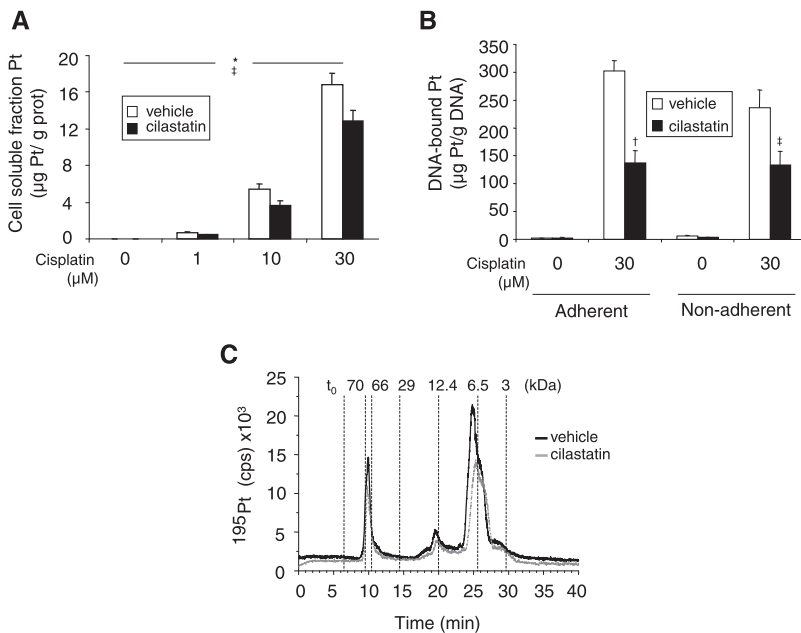 A
Cell soluble fraction Pt
(µg Pt/ g prot)
20
16
12
8
4
0
*
‡
vehicle
cilastatin
Cisplatin
(µM)
0 1 10 30
B
DNA-bound Pt
(µg Pt/g DNA)
350
300
250
200
150
100
50
0
vehicle
cilastatin
†
‡
Cisplatin
(µM)
0 30 0 30
Adherent Non-adherent
C
195Pt (cps) x10³
25
20
15
10
5
0
t0 70 66 29 12.4 6.5 3 (kDa)
vehicle
cilastatin
0 5 10 15 20 25 30 35 40
Time (min)